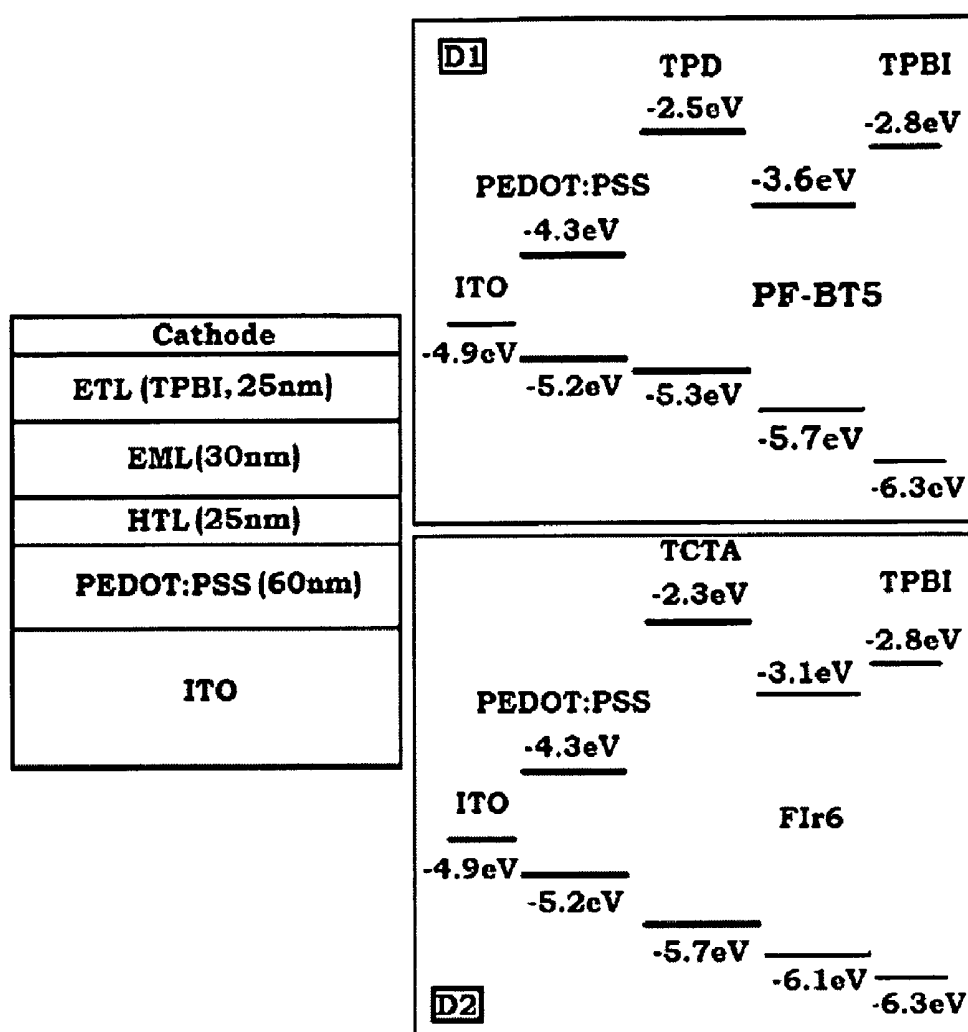 Cathode
ETL (TPBI, 25nm)
EML(30nm)
HTL (25nm)
PEDOT:PSS (60nm)
ITO
D1
TPD
TPBI
-2.5eV
-2.8eV
PEDOT:PSS
-3.6eV
-4.3eV
ITO
PF-BT5
-4.9eV
-5.2eV
-5.3eV
-5.7eV
-6.3eV
TCTA
TPBI
-2.3eV
-2.8eV
-3.1eV
PEDOT:PSS
-4.3eV
ITO
FIr6
-4.9eV
-5.2eV
-5.7eV
-6.1eV
-6.3eV
D2